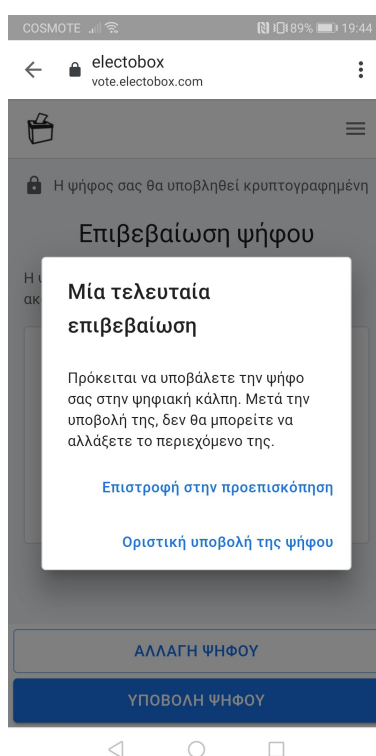 COSMOTE 89% 19:44
electobox
vote.electobox.com
Η ψήφος σας θα υποβληθεί κρυπτογραφημένη
Επιβεβαίωση ψήφου
Η
ακ
Μία τελευταία
επιβεβαίωση
Πρόκειται να υποβάλετε την ψήφο
σας στην ψηφιακή κάλπη. Μετά την
υποβολή της, δεν θα μπορείτε να
αλλάξετε το περιεχόμενο της.
Επιστροφή στην προεπισκόπηση
Οριστική υποβολή της ψήφου
ΑΛΛΑΓΗ ΨΗΦΟΥ
ΥΠΟΒΟΛΗ ΨΗΦΟΥ